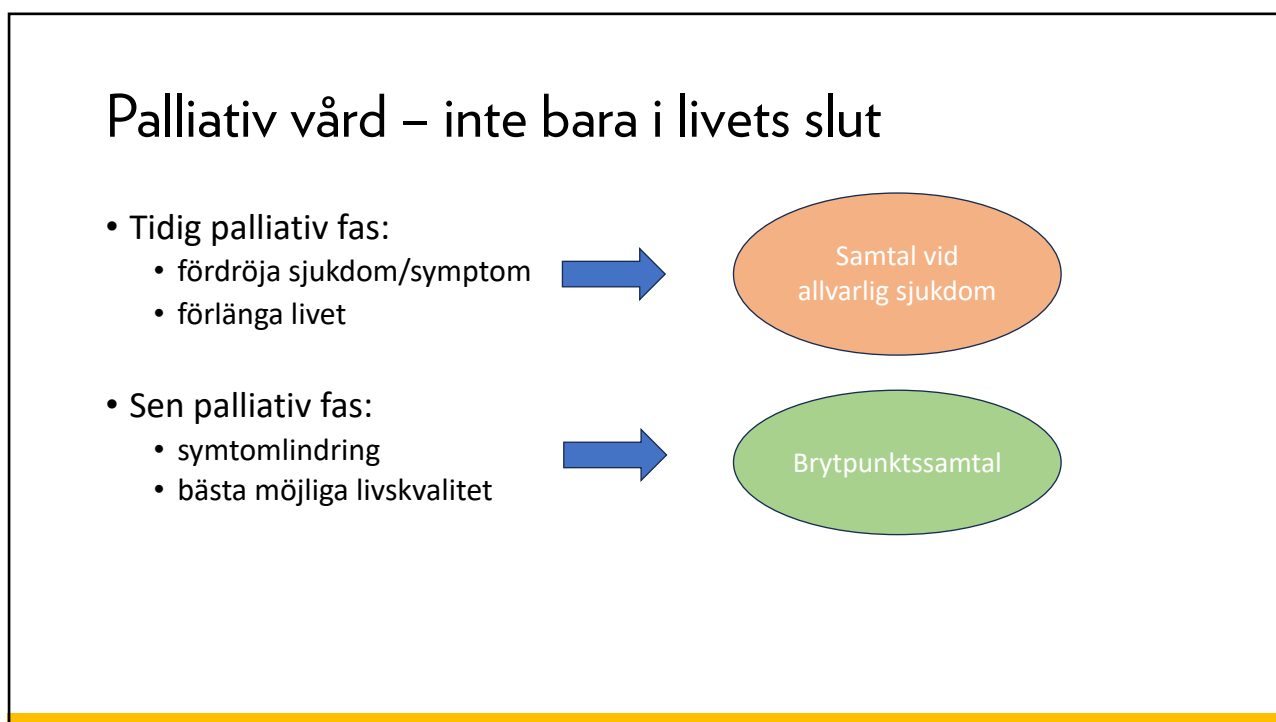 Palliativ vård – inte bara i livets slut
• Tidig palliativ fas:
• fördröja sjukdom/symptom
• förlänga livet
Samtal vid
allvarlig sjukdom
• Sen palliativ fas:
• symtomlindring
• bästa möjliga livskvalitet
Brytpunktssamtal